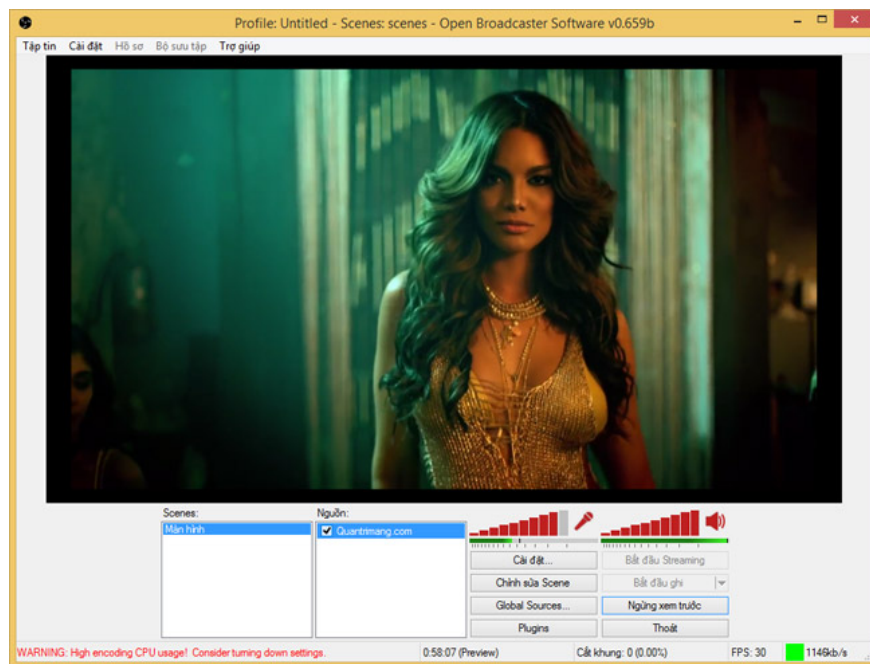 Profile: Untitled - Scenes: scenes - Open Broadcaster Software v0.659b
Tập tin Cài đặt Hồ sơ Bộ sưu tập Trợ giúp
Scenes:
Màn hình
Nguồn:
Quantrimang.com
Cài đặt...
Bắt đầu Streaming
Chỉnh sửa Scene
Bắt đầu ghi
Global Sources...
Ngừng xem trước
Plugins
Thoát
WARNING: High encoding CPU usage! Consider turning down settings.
0:58:07 (Preview)
Cắt khung: 0 (0.00%)
FPS: 30
1146kb/s